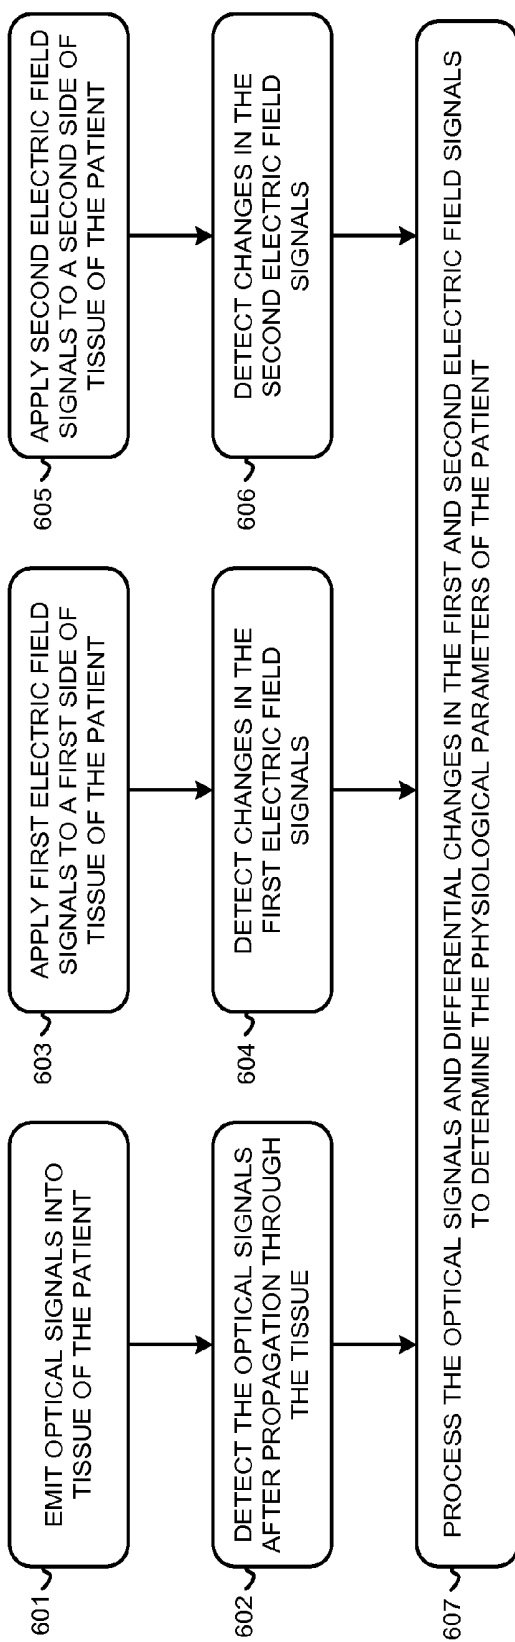 601
EMIT OPTICAL SIGNALS INTO
TISSUE OF THE PATIENT
602
DETECT THE OPTICAL SIGNALS
AFTER PROPAGATION THROUGH
THE TISSUE
603
APPLY FIRST ELECTRIC FIELD
SIGNALS TO A FIRST SIDE OF
TISSUE OF THE PATIENT
604
DETECT CHANGES IN THE
FIRST ELECTRIC FIELD
SIGNALS
605
APPLY SECOND ELECTRIC FIELD
SIGNALS TO A SECOND SIDE OF
TISSUE OF THE PATIENT
606
DETECT CHANGES IN THE
SECOND ELECTRIC FIELD
SIGNALS
607
PROCESS THE OPTICAL SIGNALS AND DIFFERENTIAL CHANGES IN THE FIRST AND SECOND ELECTRIC FIELD SIGNALS
TO DETERMINE THE PHYSIOLOGICAL PARAMETERS OF THE PATIENT